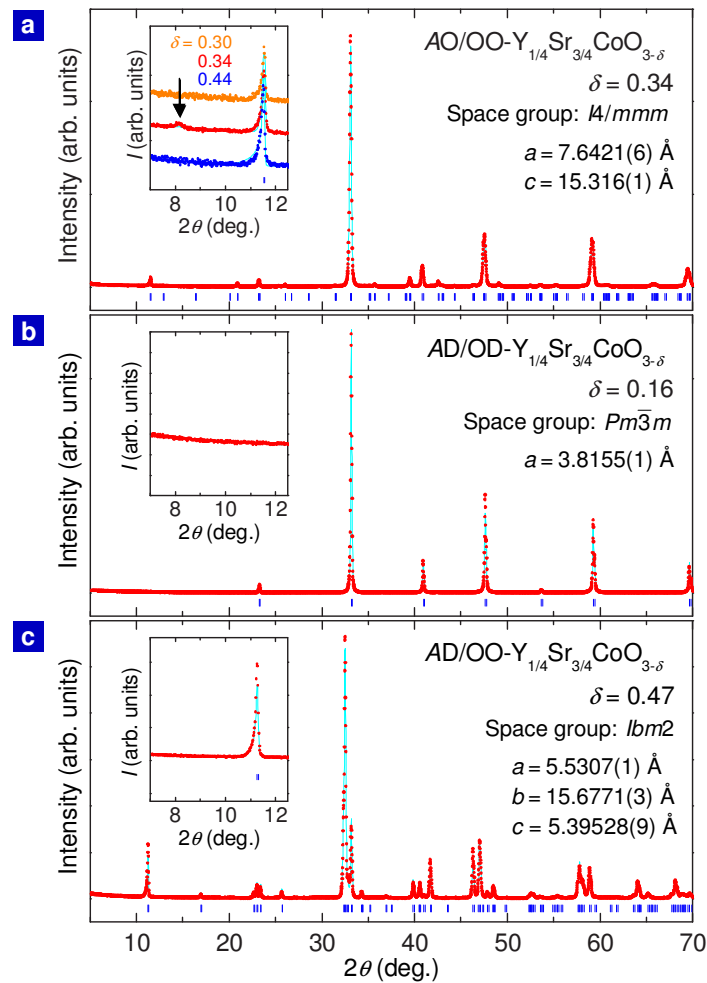 a
Intensity (arb. units)
I (arb. units)
δ = 0.30
0.34
0.44
8 10 12
2θ (deg.)
AO/OO-Y1/4Sr3/4CoO3-δ
δ = 0.34
Space group: I4/mmm
a = 7.6421(6) Å
c = 15.316(1) Å
b
Intensity (arb. units)
I (arb. units)
8 10 12
2θ (deg.)
AD/OD-Y1/4Sr3/4CoO3-δ
δ = 0.16
Space group: Pm3̅m
a = 3.8155(1) Å
c
Intensity (arb. units)
I (arb. units)
8 10 12
2θ (deg.)
AD/OO-Y1/4Sr3/4CoO3-δ
δ = 0.47
Space group: Ibm2
a = 5.5307(1) Å
b = 15.6771(3) Å
c = 5.39528(9) Å
10 20 30 40 50 60 70
2θ (deg.)